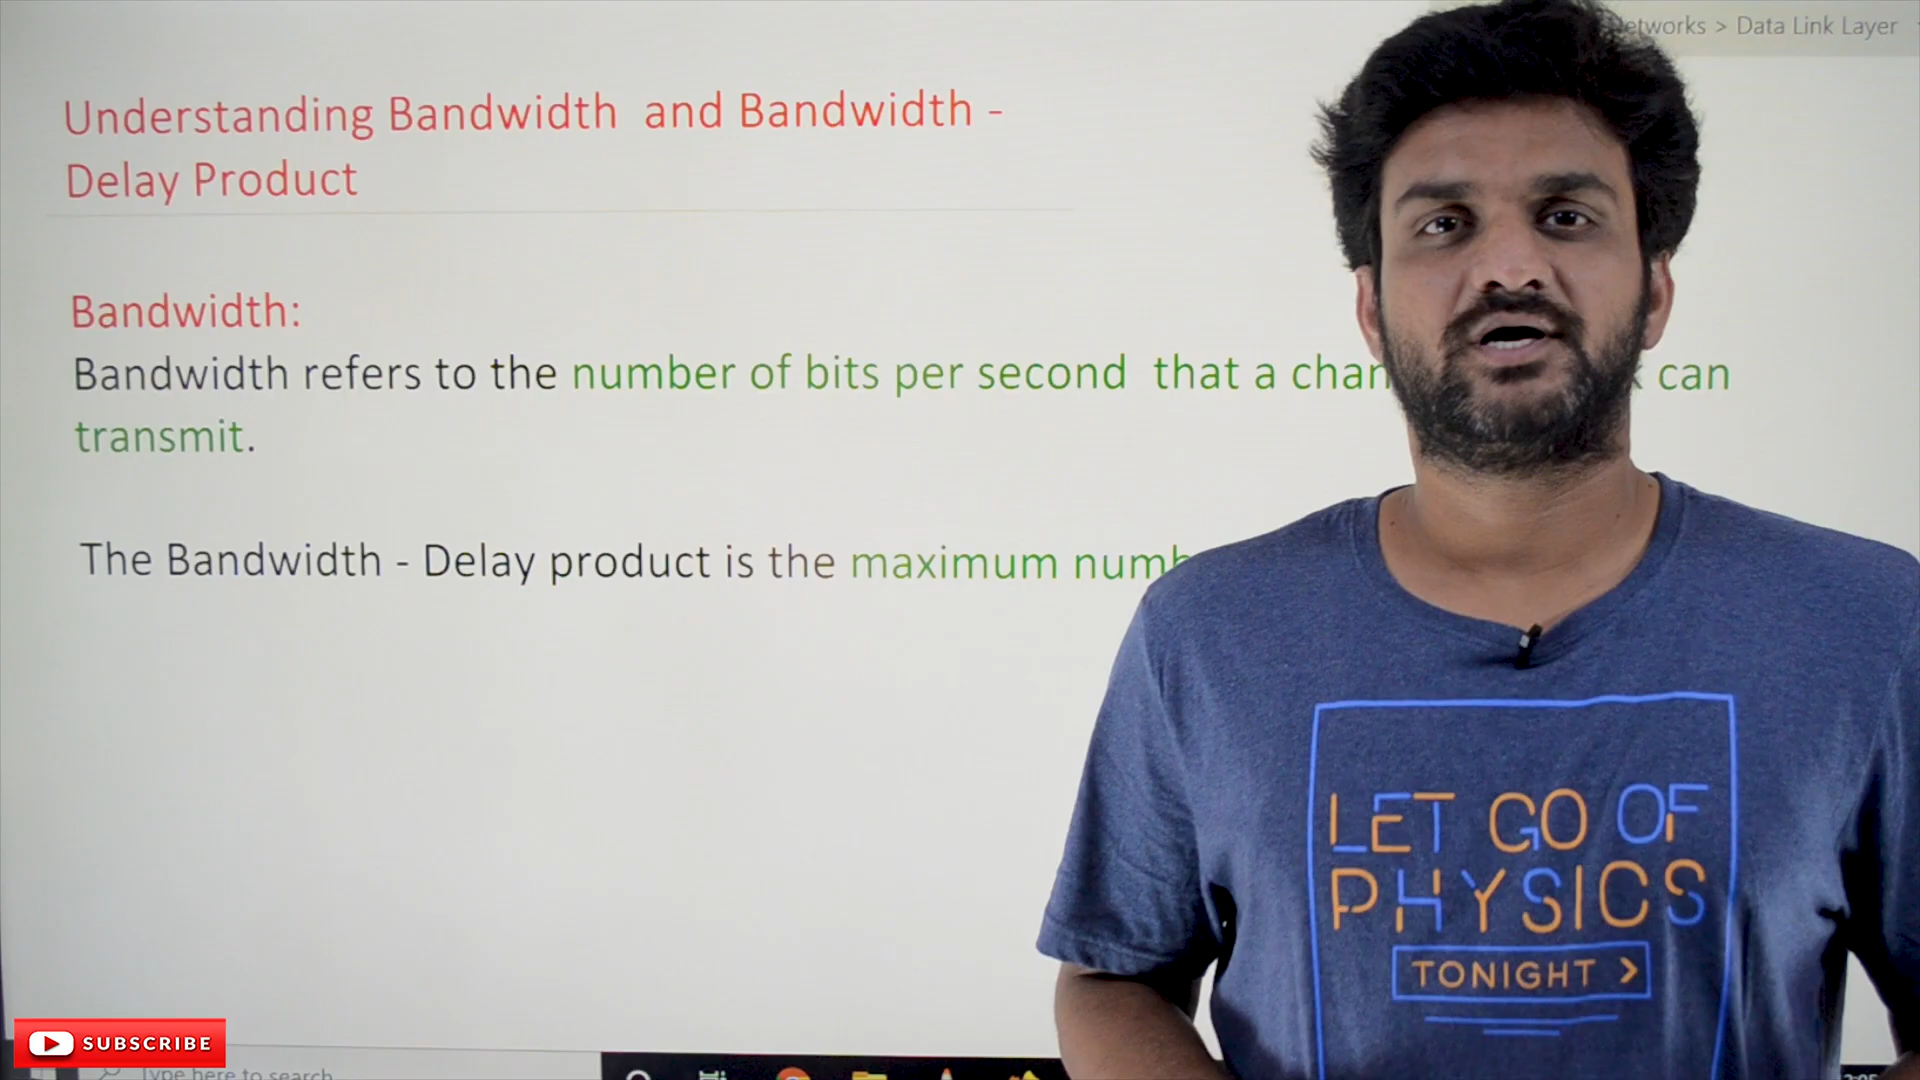 Networks > Data Link Layer
Understanding Bandwidth and Bandwidth -
Delay Product
Bandwidth:
Bandwidth refers to the number of bits per second that a can
transmit.
The Bandwidth - Delay product is the maximum
LET GO OF
PHYSICS
TONIGHT >
SUBSCRIBE
Type here to search